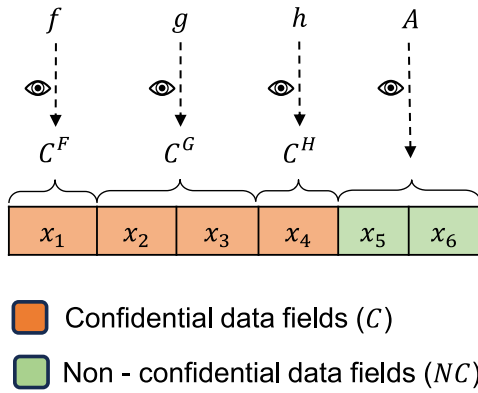 f g h A
C^F C^G C^H
x_1 x_2 x_3 x_4 x_5 x_6
Confidential data fields (C)
Non - confidential data fields (NC)